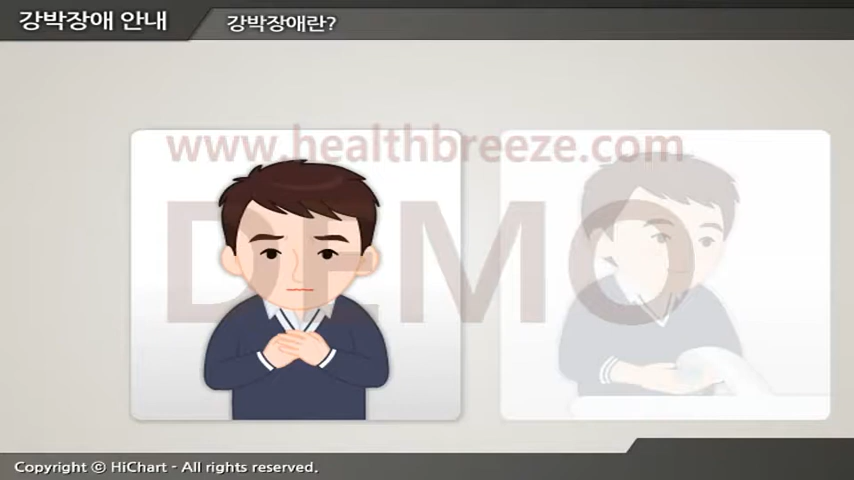 강박장애 안내
강박장애란?
www.healthbreeze.com
DEMO
Copyright ⓒ HiChart - All rights reserved.